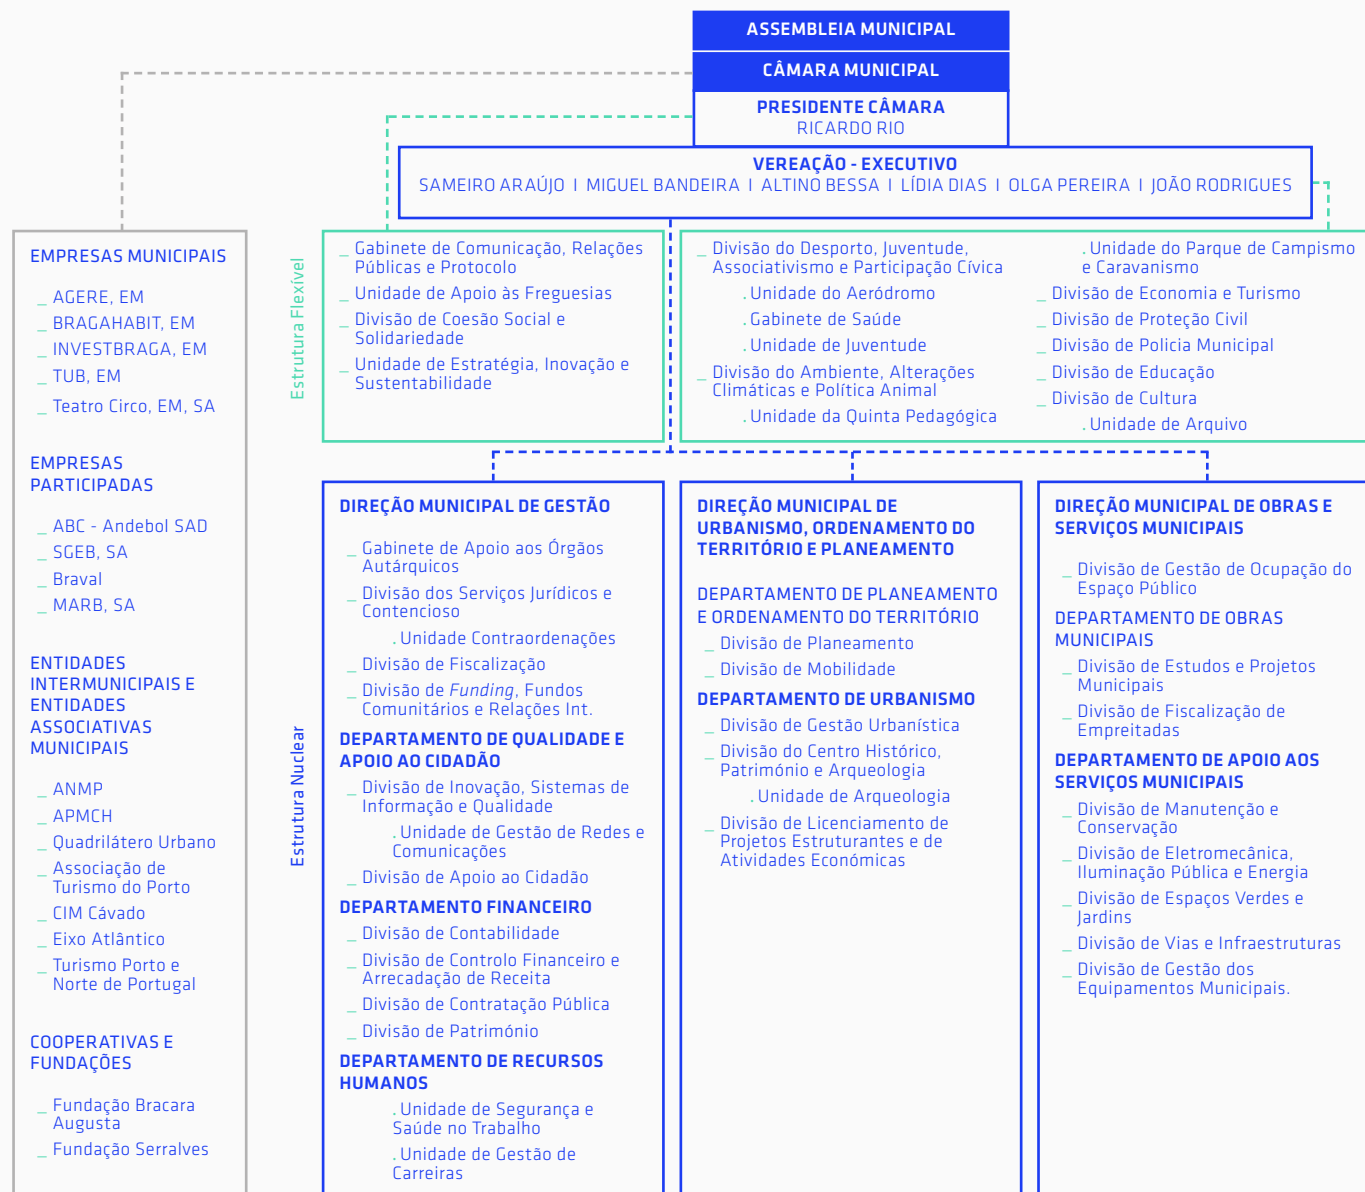 ASSEMBLEIA MUNICIPAL
CÂMARA MUNICIPAL
PRESIDENTE CÂMARA
RICARDO RIO
VEREAÇÃO - EXECUTIVO
SAMEIRO ARAÚJO I MIGUEL BANDEIRA I ALTINO BESSA I LÍDIA DIAS I OLGA PEREIRA I JOÃO RODRIGUES
EMPRESAS MUNICIPAIS
_ AGERE, EM
_ BRAGAHABIT, EM
_ INVESTBRAGA, EM
_ TUB, EM
_ Teatro Circo, EM, SA
EMPRESAS
PARTICIPADAS
_ ABC - Andebol SAD
_ SGEB, SA
_ Braval
_ MARB, SA
ENTIDADES
INTERMUNICIPAIS E
ENTIDADES
ASSOCIATIVAS
MUNICIPAIS
_ ANMP
_ APMCH
_ Quadrilátero Urbano
_ Associação de
Turismo do Porto
_ CIM Cávado
_ Eixo Atlântico
_ Turismo Porto e
Norte de Portugal
COOPERATIVAS E
FUNDAÇÕES
_ Fundação Bracara
Augusta
_ Fundação Serralves
Estrutura Flexível
_ Gabinete de Comunicação, Relações
Públicas e Protocolo
_ Unidade de Apoio às Freguesias
_ Divisão de Coesão Social e
Solidariedade
_ Unidade de Estratégia, Inovação e
Sustentabilidade
_ Divisão do Desporto, Juventude,
Associativismo e Participação Cívica
. Unidade do Aeródromo
. Gabinete de Saúde
. Unidade de Juventude
_ Divisão do Ambiente, Alterações
Climáticas e Política Animal
. Unidade da Quinta Pedagógica
. Unidade do Parque de Campismo
e Caravanismo
_ Divisão de Economia e Turismo
_ Divisão de Proteção Civil
_ Divisão de Policia Municipal
_ Divisão de Educação
_ Divisão de Cultura
. Unidade de Arquivo
Estrutura Nuclear
DIREÇÃO MUNICIPAL DE GESTÃO
_ Gabinete de Apoio aos Órgãos
Autárquicos
_ Divisão dos Serviços Jurídicos e
Contencioso
. Unidade Contraordenações
_ Divisão de Fiscalização
_ Divisão de Funding, Fundos
Comunitários e Relações Int.
DEPARTAMENTO DE QUALIDADE E
APOIO AO CIDADÃO
_ Divisão de Inovação, Sistemas de
Informação e Qualidade
. Unidade de Gestão de Redes e
Comunicações
_ Divisão de Apoio ao Cidadão
DEPARTAMENTO FINANCEIRO
_ Divisão de Contabilidade
_ Divisão de Controlo Financeiro e
Arrecadação de Receita
_ Divisão de Contratação Pública
_ Divisão de Património
DEPARTAMENTO DE RECURSOS
HUMANOS
. Unidade de Segurança e
Saúde no Trabalho
. Unidade de Gestão de
Carreiras
DIREÇÃO MUNICIPAL DE
URBANISMO, ORDENAMENTO DO
TERRITÓRIO E PLANEAMENTO
DEPARTAMENTO DE PLANEAMENTO
E ORDENAMENTO DO TERRITÓRIO
_ Divisão de Planeamento
_ Divisão de Mobilidade
DEPARTAMENTO DE URBANISMO
_ Divisão de Gestão Urbanística
_ Divisão do Centro Histórico,
Património e Arqueologia
. Unidade de Arqueologia
_ Divisão de Licenciamento de
Projetos Estruturantes e de
Atividades Económicas
DIREÇÃO MUNICIPAL DE OBRAS E
SERVIÇOS MUNICIPAIS
_ Divisão de Gestão de Ocupação do
Espaço Público
DEPARTAMENTO DE OBRAS
MUNICIPAIS
_ Divisão de Estudos e Projetos
Municipais
_ Divisão de Fiscalização de
Empreitadas
DEPARTAMENTO DE APOIO AOS
SERVIÇOS MUNICIPAIS
_ Divisão de Manutenção e
Conservação
_ Divisão de Eletromecânica,
Iluminação Pública e Energia
_ Divisão de Espaços Verdes e
Jardins
_ Divisão de Vias e Infraestruturas
_ Divisão de Gestão dos
Equipamentos Municipais.